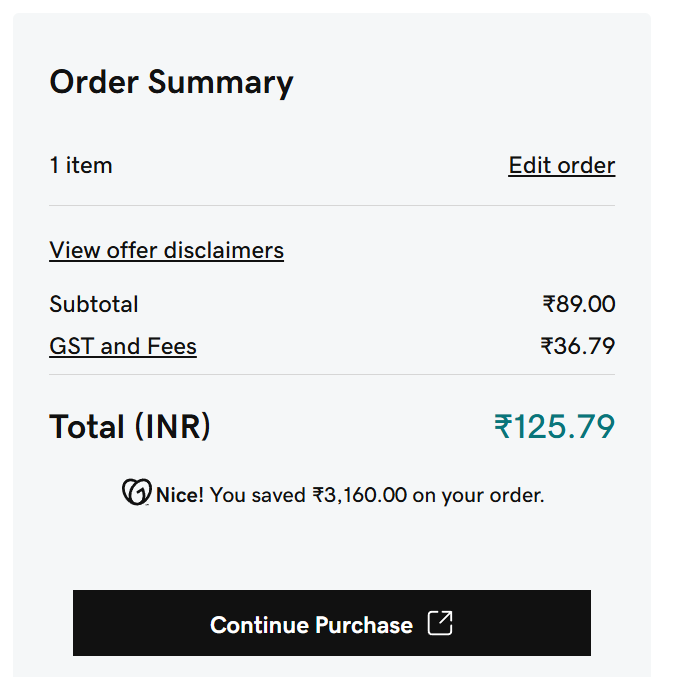 Order Summary
1 item Edit order
View offer disclaimers
Subtotal ₹89.00
GST and Fees ₹36.79
Total (INR) ₹125.79
Nice! You saved ₹3,160.00 on your order.
Continue Purchase